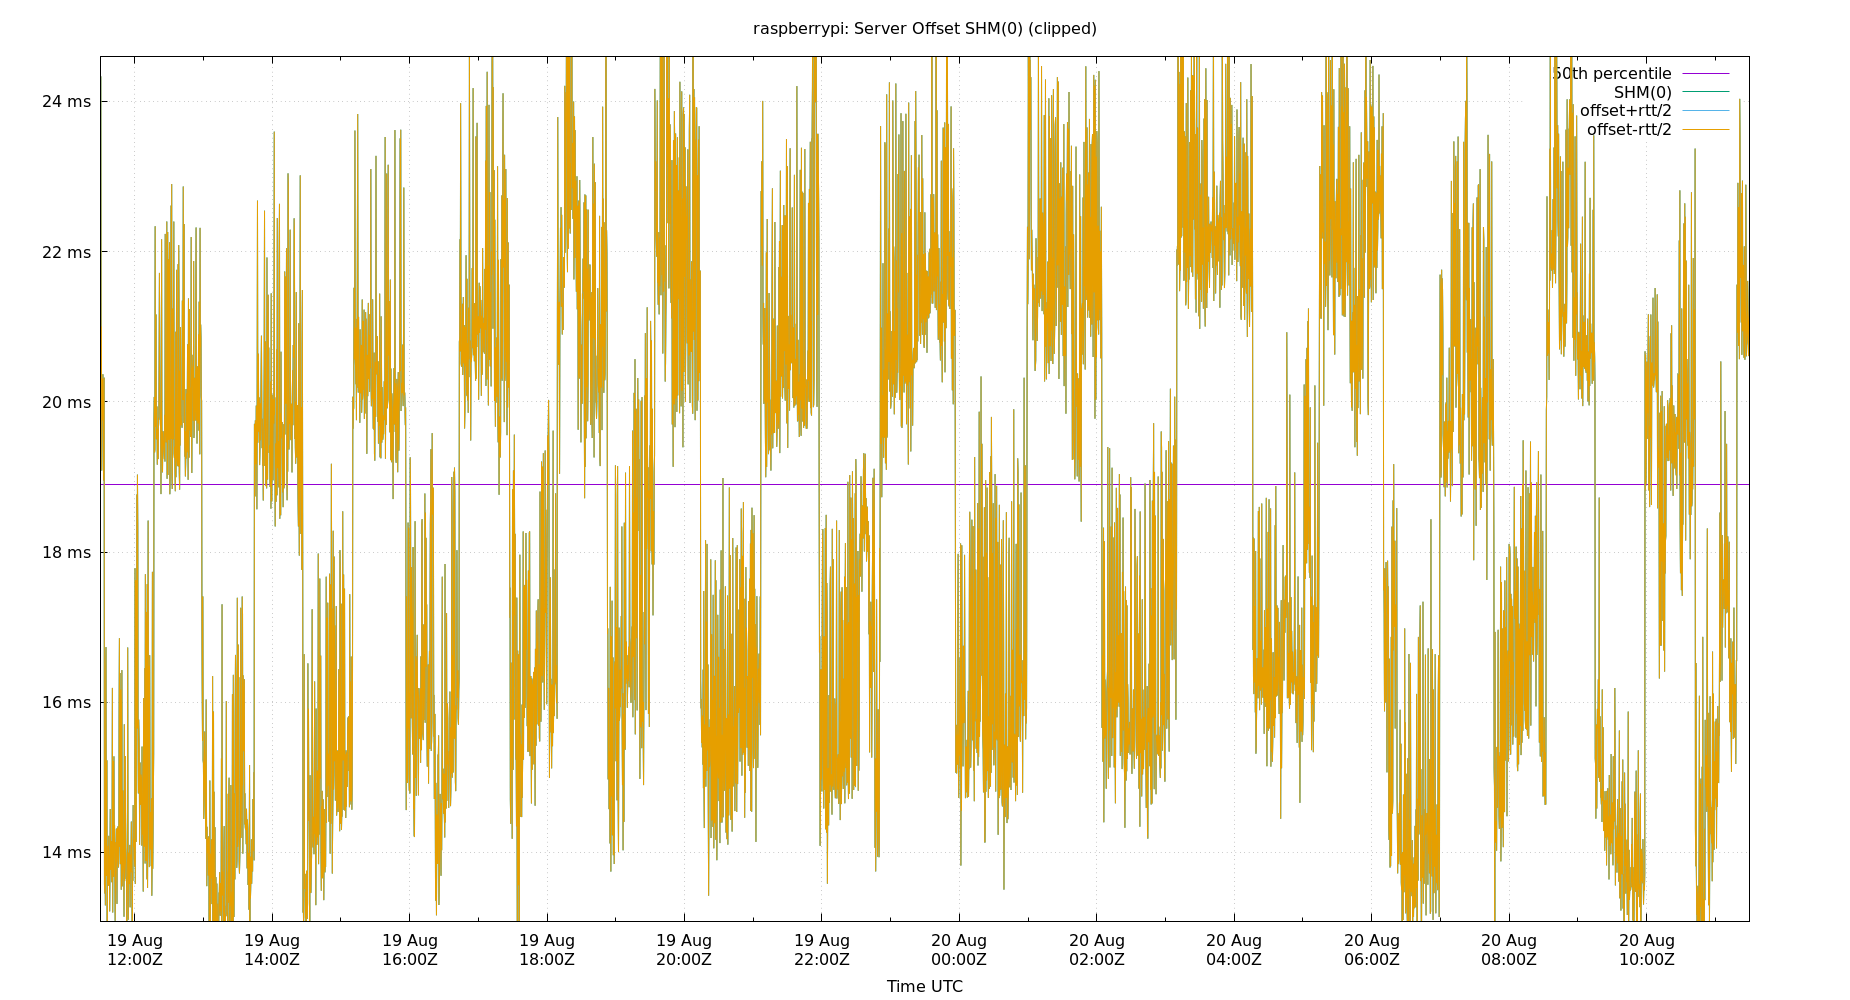 raspberrypi: Server Offset SHM(0) (clipped)
50th percentile
SHM(0)
offset+rtt/2
offset-rtt/2
24 ms
22 ms
20 ms
18 ms
16 ms
14 ms
19 Aug 19 Aug 19 Aug 19 Aug 19 Aug 19 Aug 20 Aug 20 Aug 20 Aug 20 Aug 20 Aug 20 Aug
12:00Z 14:00Z 16:00Z 18:00Z 20:00Z 22:00Z 00:00Z 02:00Z 04:00Z 06:00Z 08:00Z 10:00Z
Time UTC